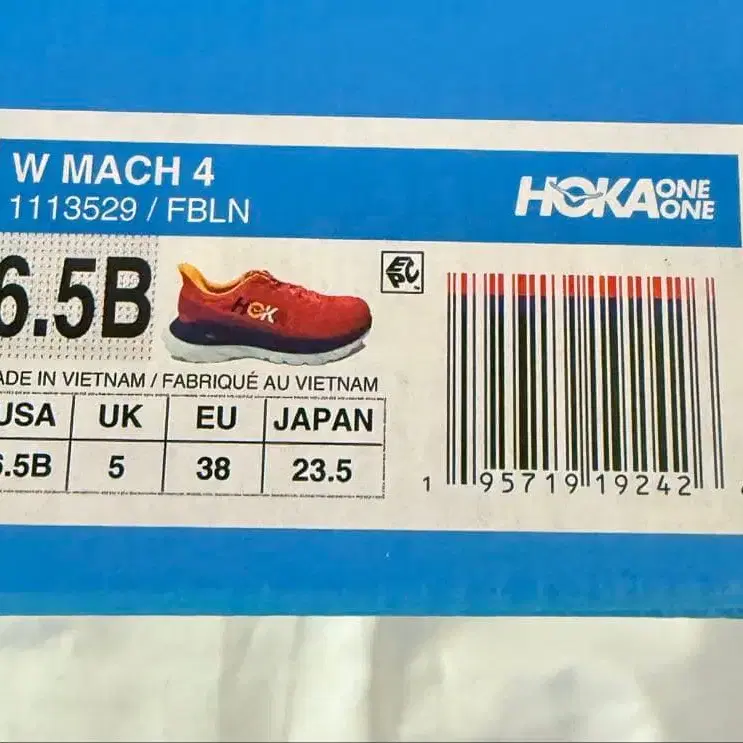 W MACH 4
1113529 / FBLN
HOKA ONE ONE
6.5B
HOK
EPC
ADE IN VIETNAM / FABRIQUÉ AU VIETNAM
USA UK EU JAPAN
6.5B 5 38 23.5
1 95719 19242